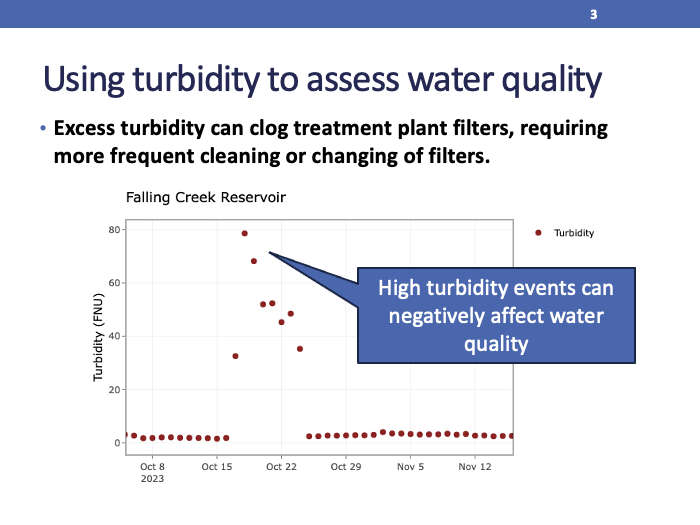 3
Using turbidity to assess water quality
• Excess turbidity can clog treatment plant filters, requiring
more frequent cleaning or changing of filters.
Falling Creek Reservoir
Turbidity
High turbidity events can
negatively affect water
quality
Turbidity (FNU)
80
60
40
20
0
Oct 8 Oct 15 Oct 22 Oct 29 Nov 5 Nov 12
2023